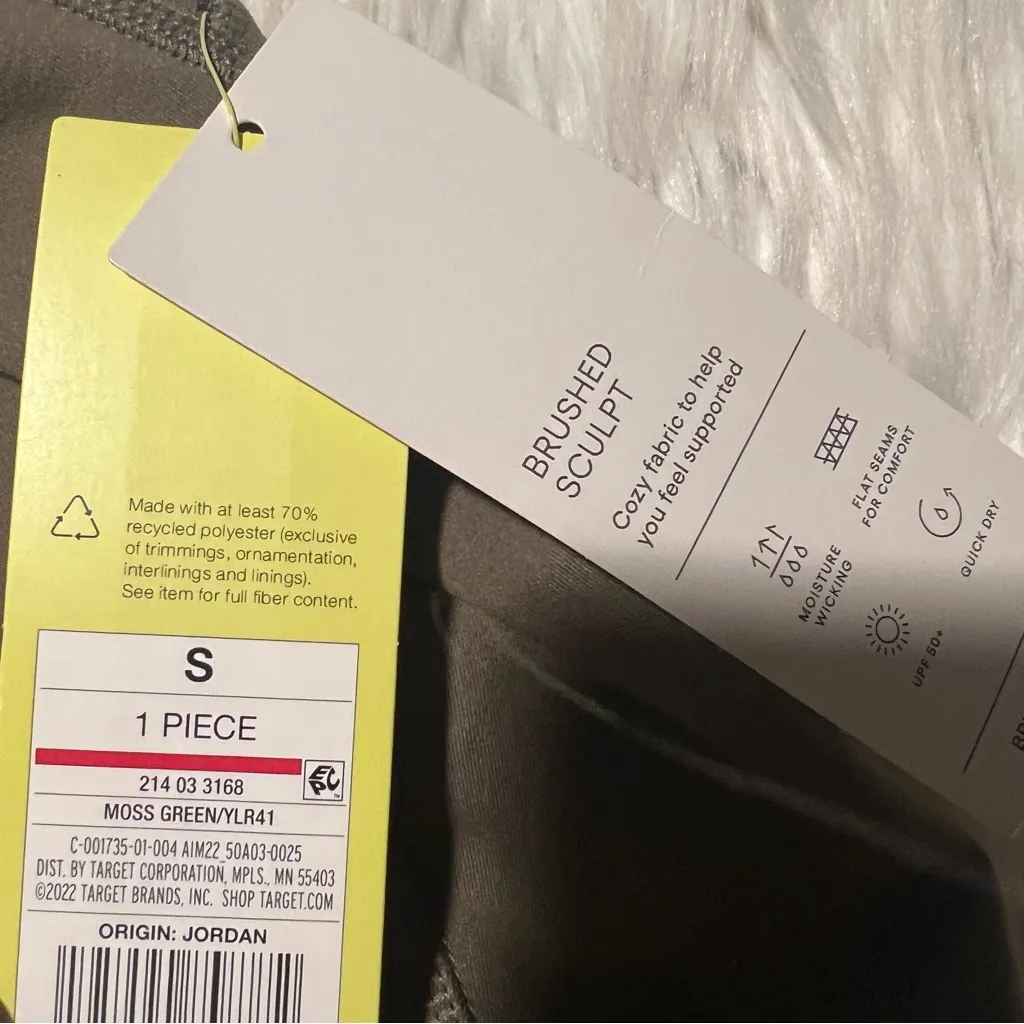 Made with at least 70%
recycled polyester (exclusive
of trimmings, ornamentation,
interlinings and linings).
See item for full fiber content.
S
1 PIECE
214 03 3168
EPC
MOSS GREEN/YLR41
C-001735-01-004 AIM22_50A03-0025
DIST. BY TARGET CORPORATION, MPLS., MN 55403
©2022 TARGET BRANDS, INC. SHOP TARGET.COM
ORIGIN: JORDAN
BRUSHED
SCULPT
Cozy fabric to help
you feel supported
FLAT SEAMS
FOR COMFORT
MOISTURE
WICKING
QUICK DRY
UPF 50+